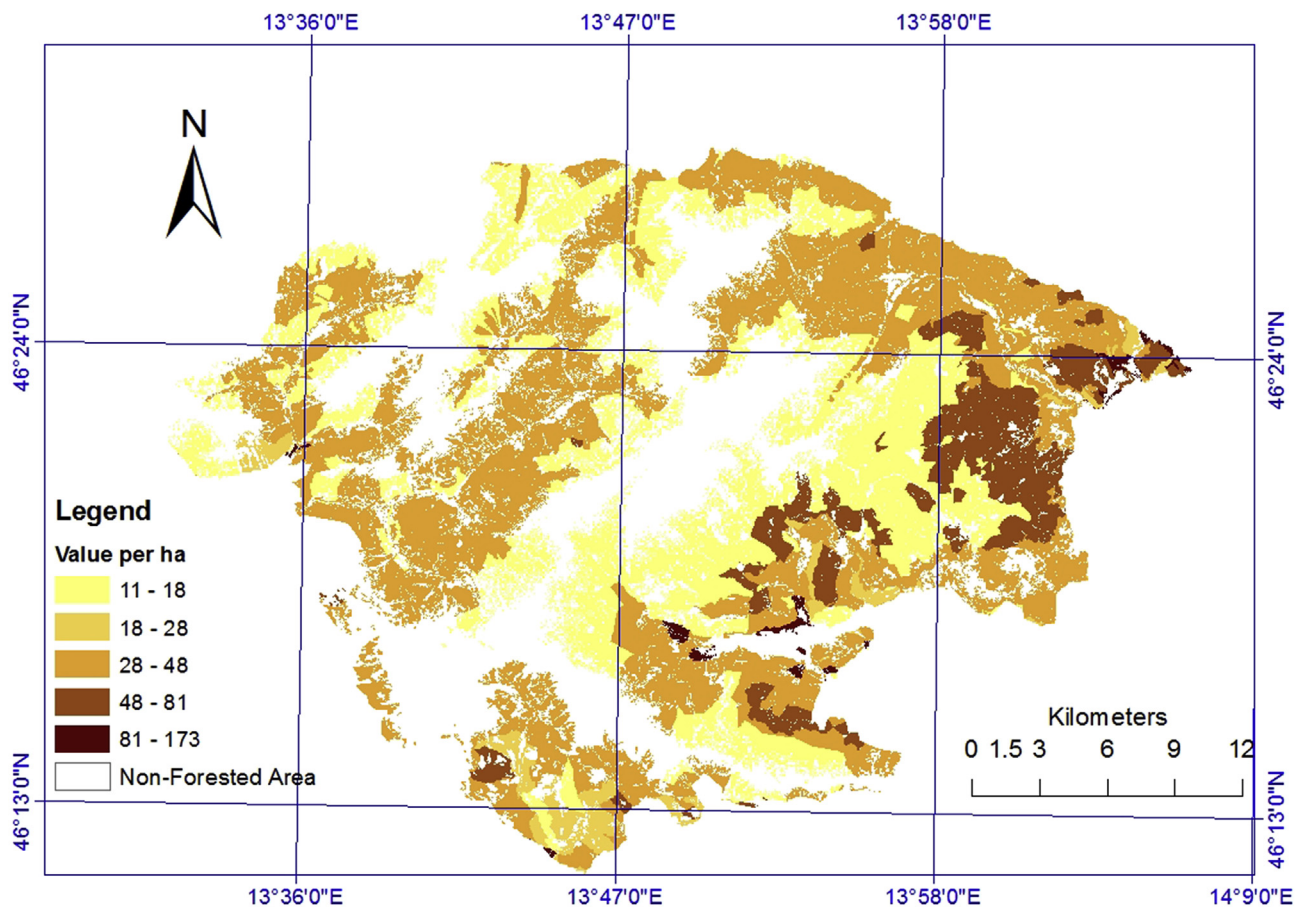 13°36'0"E 13°47'0"E 13°58'0"E
N
46°24'0"N
46°24'0"N
Legend
Value per ha
11 - 18
18 - 28
28 - 48
48 - 81
81 - 173
Non-Forested Area
Kilometers
0 1.5 3 6 9 12
46°13'0"N
46°13'0"N
13°36'0"E 13°47'0"E 13°58'0"E 14°9'0"E